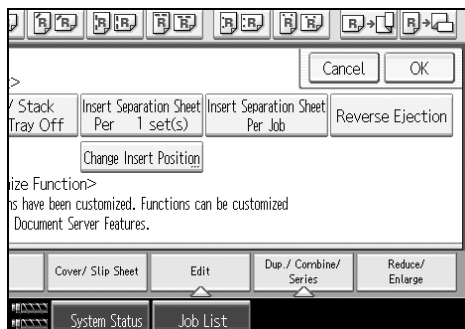 Cancel
OK
>
/ Stack
Tray Off
Insert Separation Sheet
Per 1 set(s)
Insert Separation Sheet
Per Job
Reverse Ejection
Change Insert Position
ize Function>
ns have been customized. Functions can be customized
Document Server Features.
Cover/ Slip Sheet
Edit
Dup./ Combine/
Series
Reduce/
Enlarge
System Status
Job List